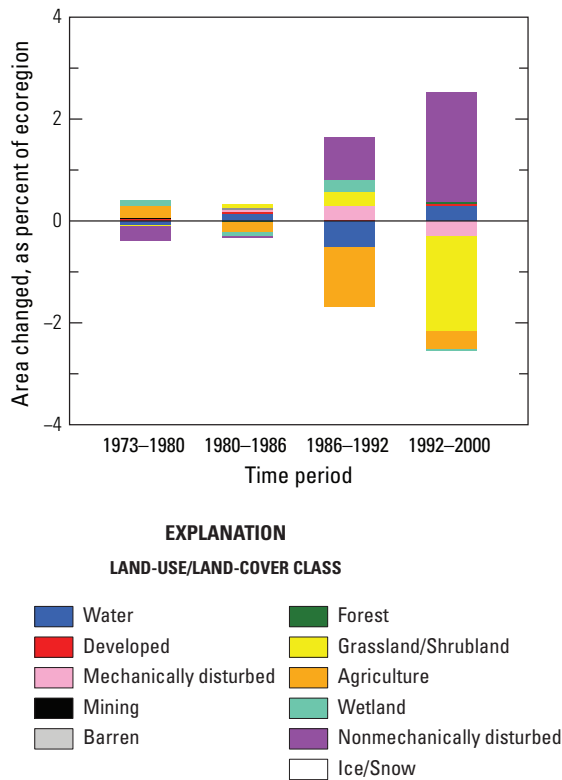 Area changed, as percent of ecoregion
4
2
0
−2
−4
1973–1980 1980–1986 1986–1992 1992–2000
Time period
EXPLANATION
LAND-USE/LAND-COVER CLASS
Water
Developed
Mechanically disturbed
Mining
Barren
Forest
Grassland/Shrubland
Agriculture
Wetland
Nonmechanically disturbed
Ice/Snow